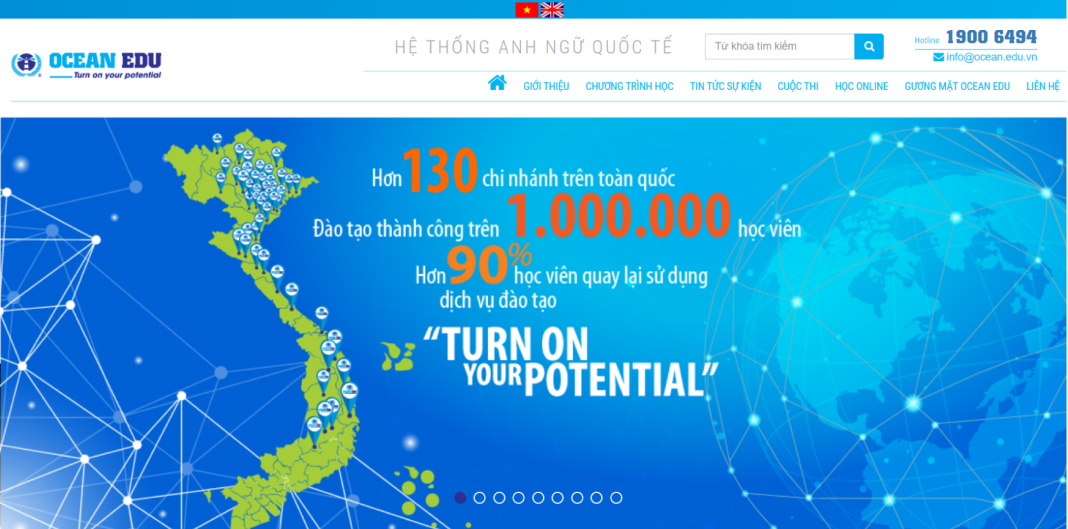 OCEAN EDU
Turn on your potential
HỆ THỐNG ANH NGỮ QUỐC TẾ
Từ khóa tìm kiếm
Hotline 1900 6494
info@ocean.edu.vn
GIỚI THIỆU CHƯƠNG TRÌNH HỌC TIN TỨC SỰ KIỆN CUỘC THI HỌC ONLINE GƯƠNG MẶT OCEAN EDU LIÊN HỆ
Hơn 130 chi nhánh trên toàn quốc
Đào tạo thành công trên 1.000.000 học viên
Hơn 90% học viên quay lại sử dụng
dịch vụ đào tạo
“TURN ON
YOUR POTENTIAL”